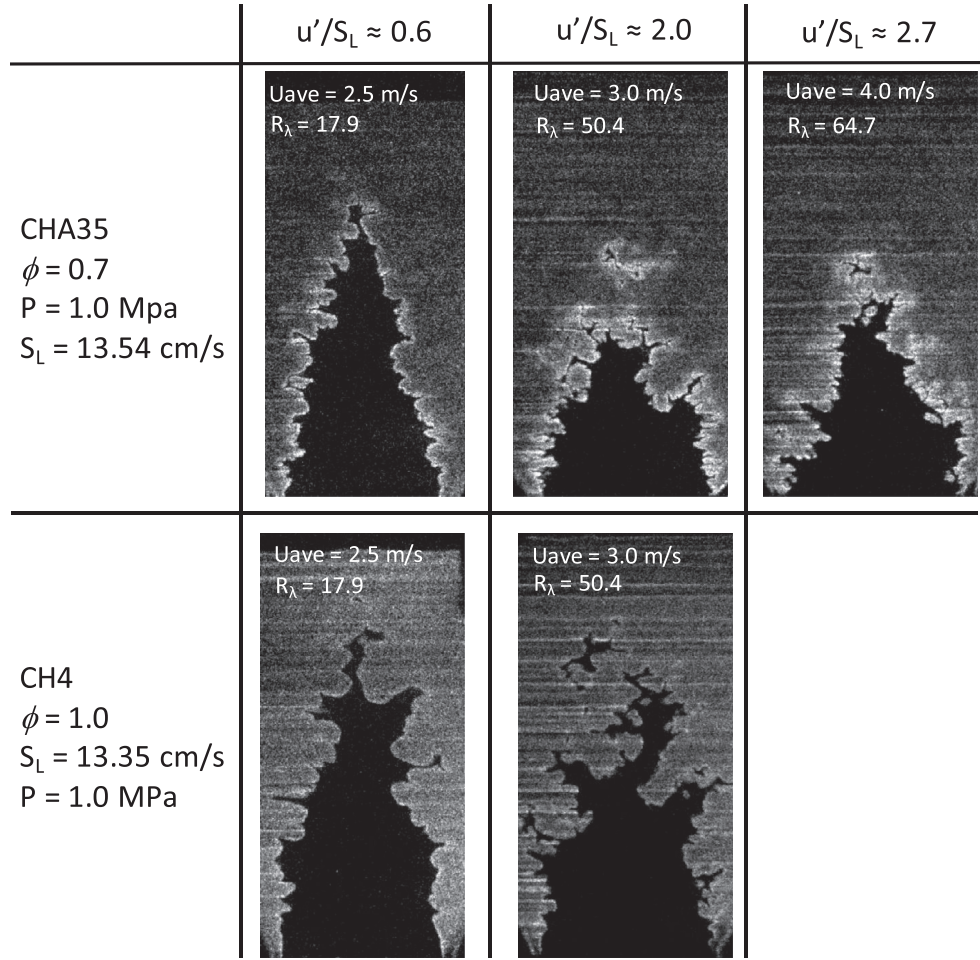 u'/S_L ≈ 0.6
u'/S_L ≈ 2.0
u'/S_L ≈ 2.7
CHA35
ϕ = 0.7
P = 1.0 Mpa
S_L = 13.54 cm/s
Uave = 2.5 m/s
R_λ = 17.9
Uave = 3.0 m/s
R_λ = 50.4
Uave = 4.0 m/s
R_λ = 64.7
CH4
ϕ = 1.0
S_L = 13.35 cm/s
P = 1.0 MPa
Uave = 2.5 m/s
R_λ = 17.9
Uave = 3.0 m/s
R_λ = 50.4